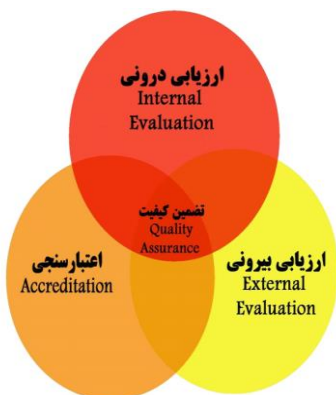 ارزیابی درونی
Internal
Evaluation
تضمین کیفیت
Quality
Assurance
اعتبارسنجی
Accreditation
ارزیابی بیرونی
External
Evaluation